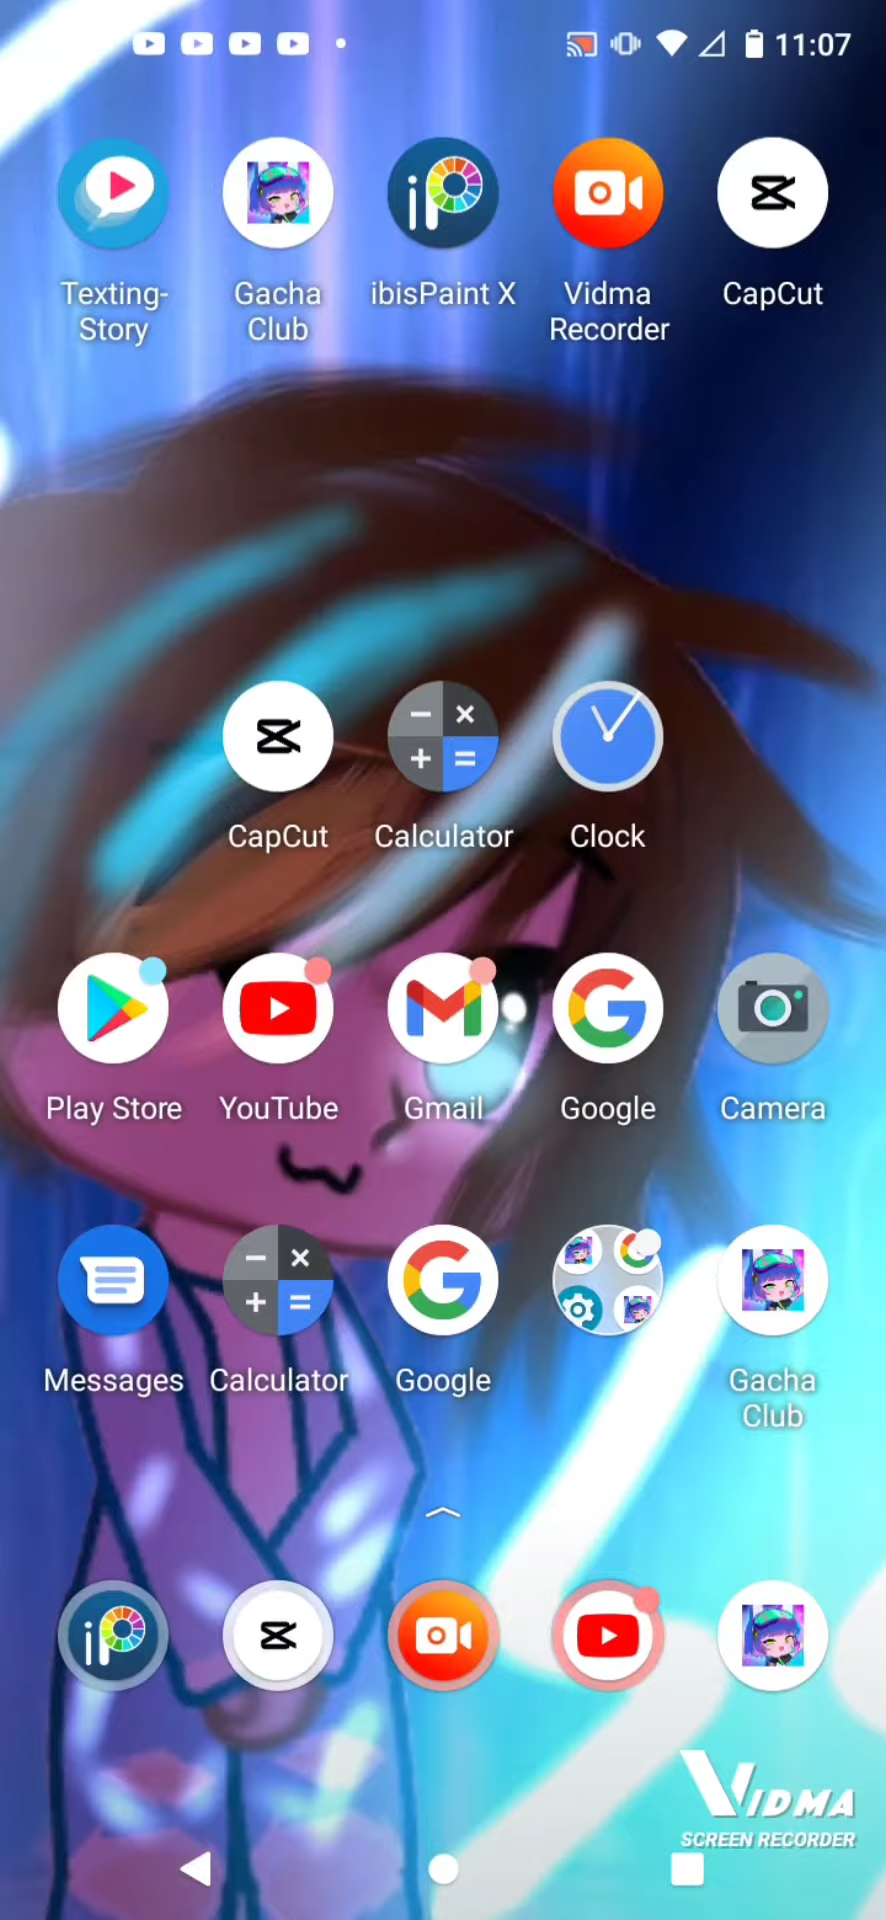 11:07
Texting-
Story
Gacha
Club
ibisPaint X
Vidma
Recorder
CapCut
CapCut
Calculator
Clock
Play Store
YouTube
Gmail
Google
Camera
Messages
Calculator
Google
Gacha
Club
VIDMA
SCREEN RECORDER